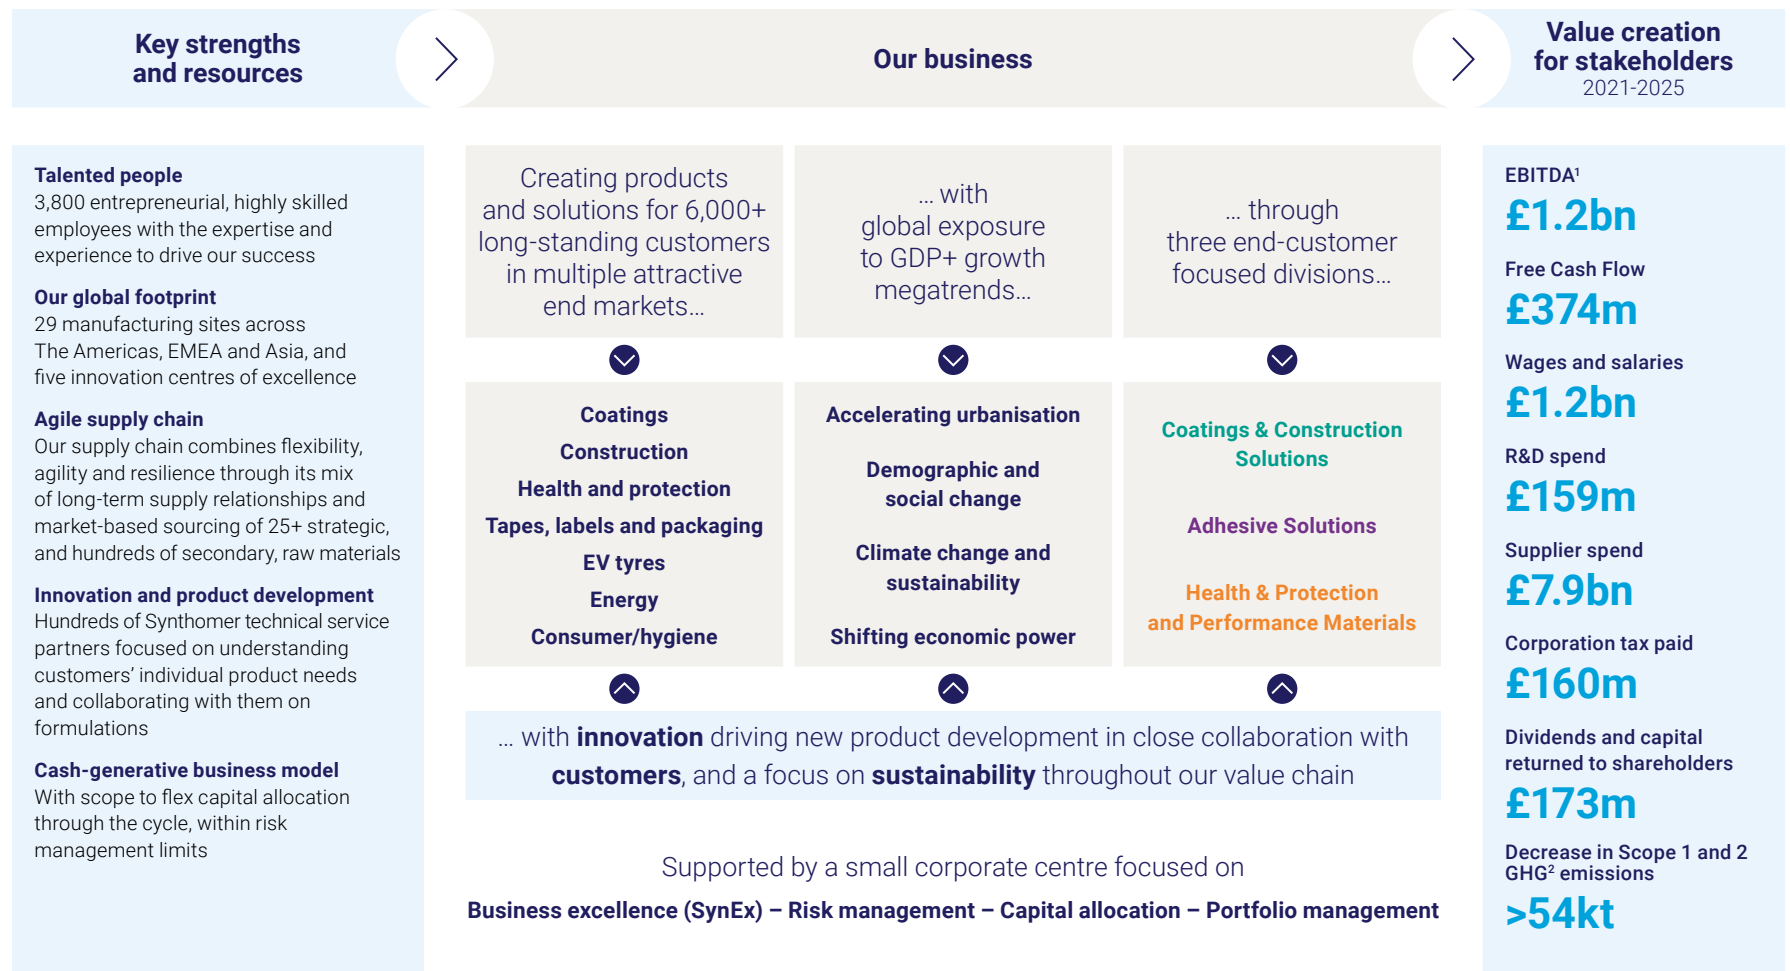 Key strengths
and resources
Our business
Value creation
for stakeholders
2021-2025
Talented people
3,800 entrepreneurial, highly skilled
employees with the expertise and
experience to drive our success
Our global footprint
29 manufacturing sites across
The Americas, EMEA and Asia, and
five innovation centres of excellence
Agile supply chain
Our supply chain combines flexibility,
agility and resilience through its mix
of long-term supply relationships and
market-based sourcing of 25+ strategic,
and hundreds of secondary, raw materials
Innovation and product development
Hundreds of Synthomer technical service
partners focused on understanding
customers’ individual product needs
and collaborating with them on
formulations
Cash-generative business model
With scope to flex capital allocation
through the cycle, within risk
management limits
Creating products
and solutions for 6,000+
long-standing customers
in multiple attractive
end markets…
Coatings
Construction
Health and protection
Tapes, labels and packaging
EV tyres
Energy
Consumer/hygiene
… with
global exposure
to GDP+ growth
megatrends…
Accelerating urbanisation
Demographic and
social change
Climate change and
sustainability
Shifting economic power
… through
three end-customer
focused divisions…
Coatings & Construction
Solutions
Adhesive Solutions
Health & Protection
and Performance Materials
… with innovation driving new product development in close collaboration with
customers, and a focus on sustainability throughout our value chain
Supported by a small corporate centre focused on
Business excellence (SynEx) – Risk management – Capital allocation – Portfolio management
EBITDA¹
£1.2bn
Free Cash Flow
£374m
Wages and salaries
£1.2bn
R&D spend
£159m
Supplier spend
£7.9bn
Corporation tax paid
£160m
Dividends and capital
returned to shareholders
£173m
Decrease in Scope 1 and 2
GHG² emissions
>54kt